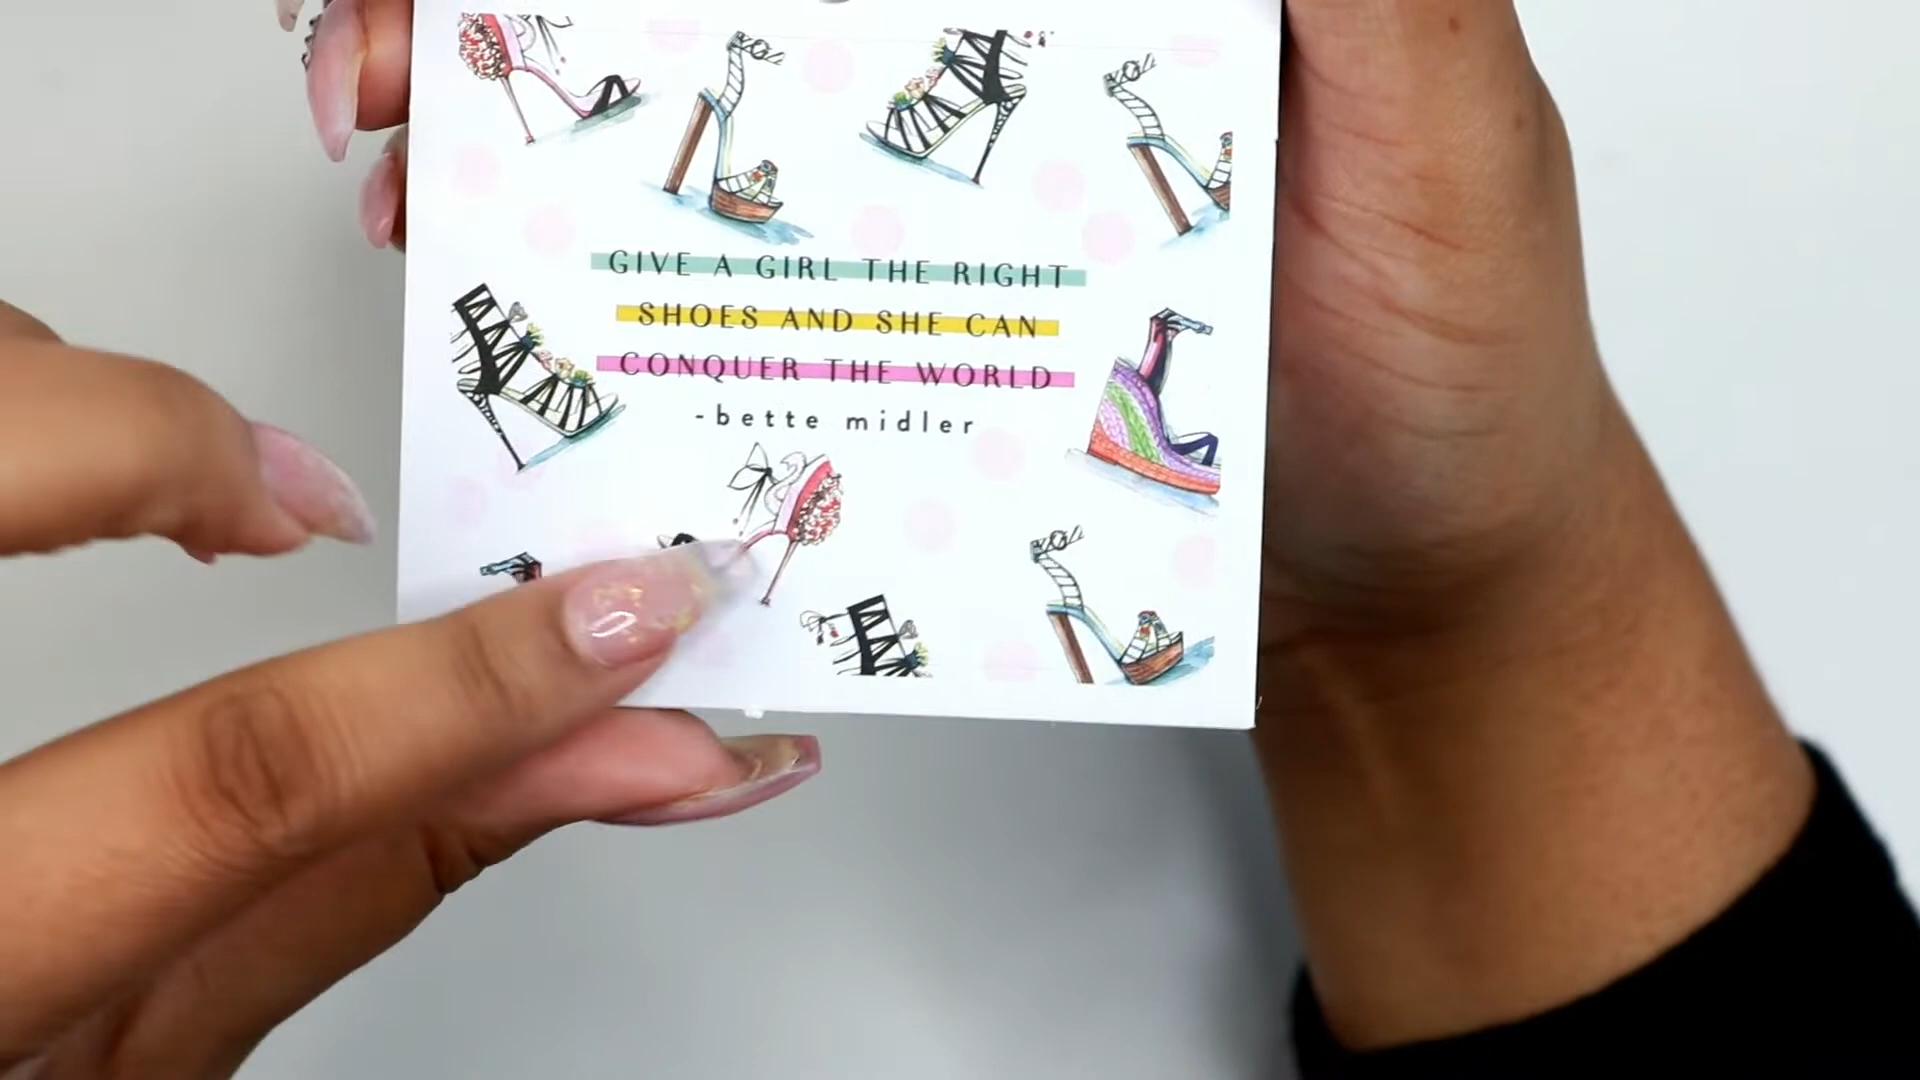 GIVE A GIRL THE RIGHT
SHOES AND SHE CAN
CONQUER THE WORLD
-bette midler